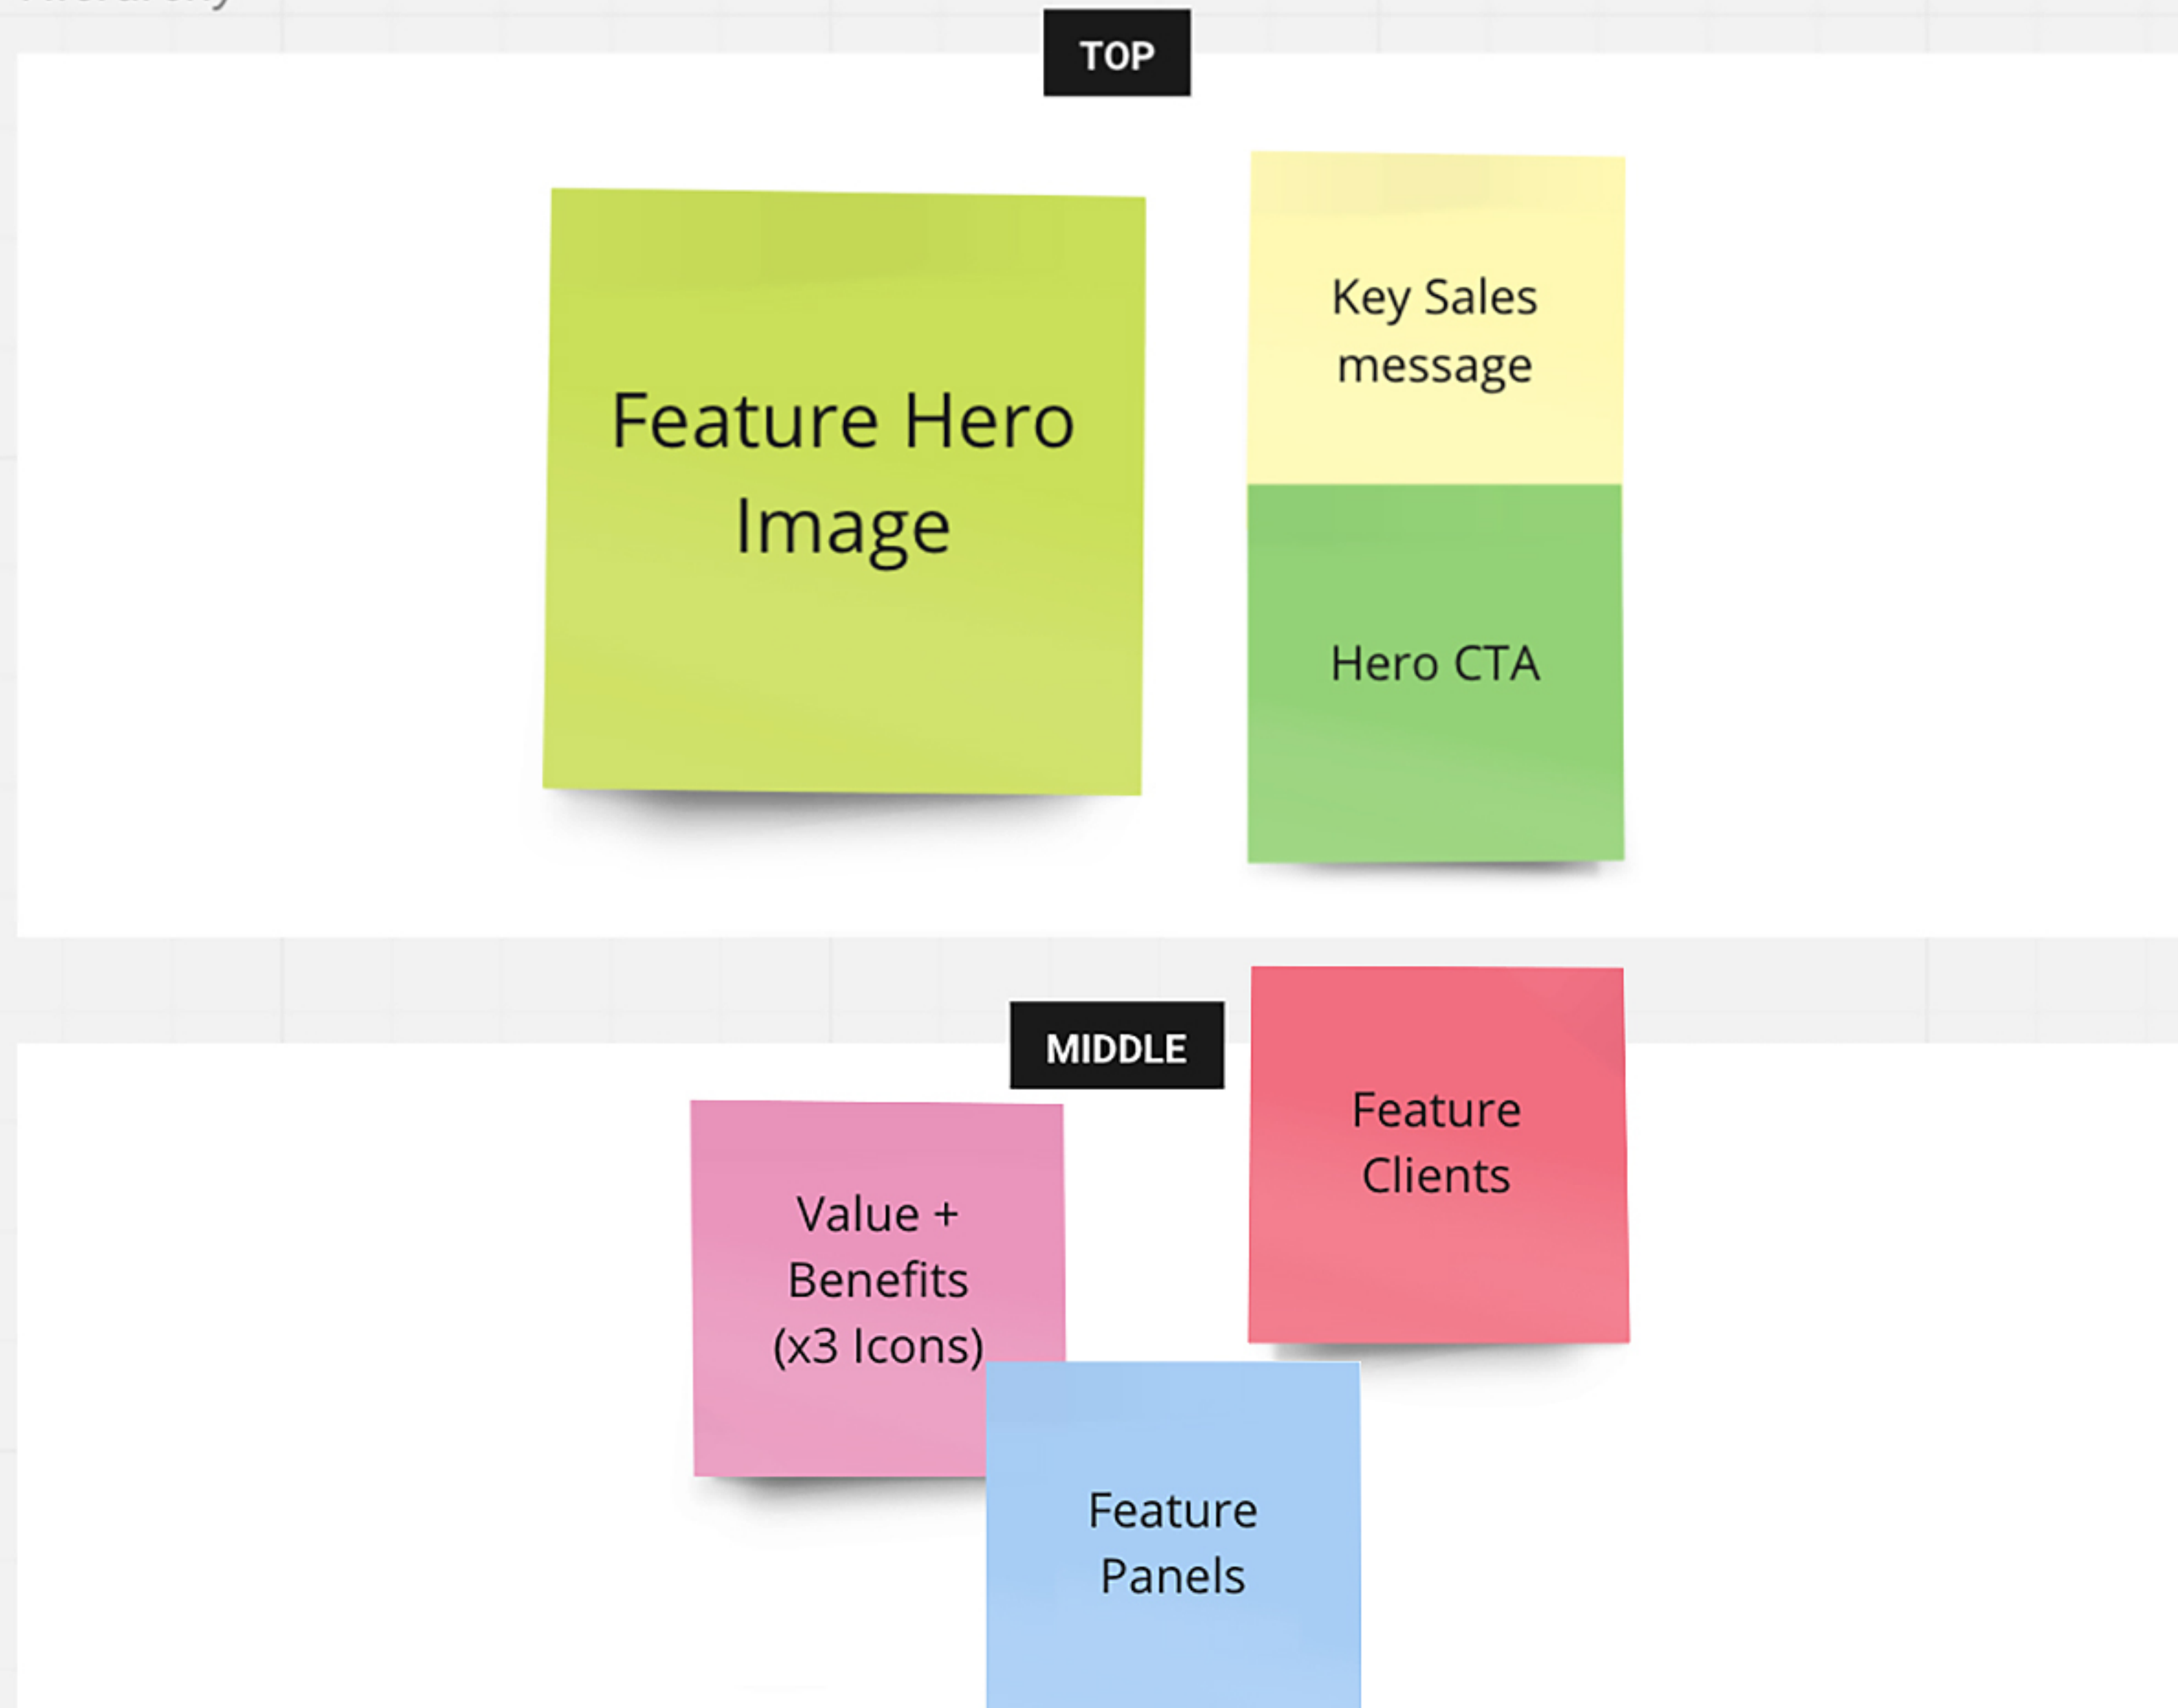 TOP
Feature Hero
Image
Key Sales
message
Hero CTA
MIDDLE
Feature
Clients
Value +
Benefits
(x3 Icons)
Feature
Panels